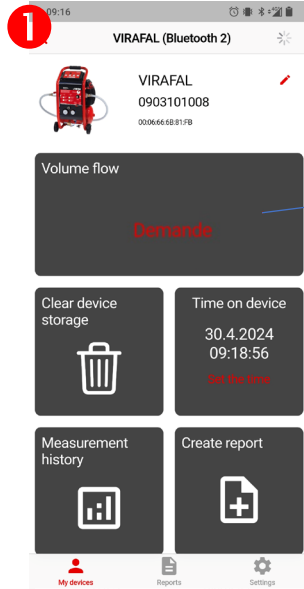 1
09:16
VIRAFAL (Bluetooth 2)
VIRAFAL
0903101008
00:06:66:6B:81:FB
Volume flow
Demande
Clear device
storage
Time on device
30.4.2024
09:18:56
Set the time
Measurement
history
Create report
My devices
Reports
Settings